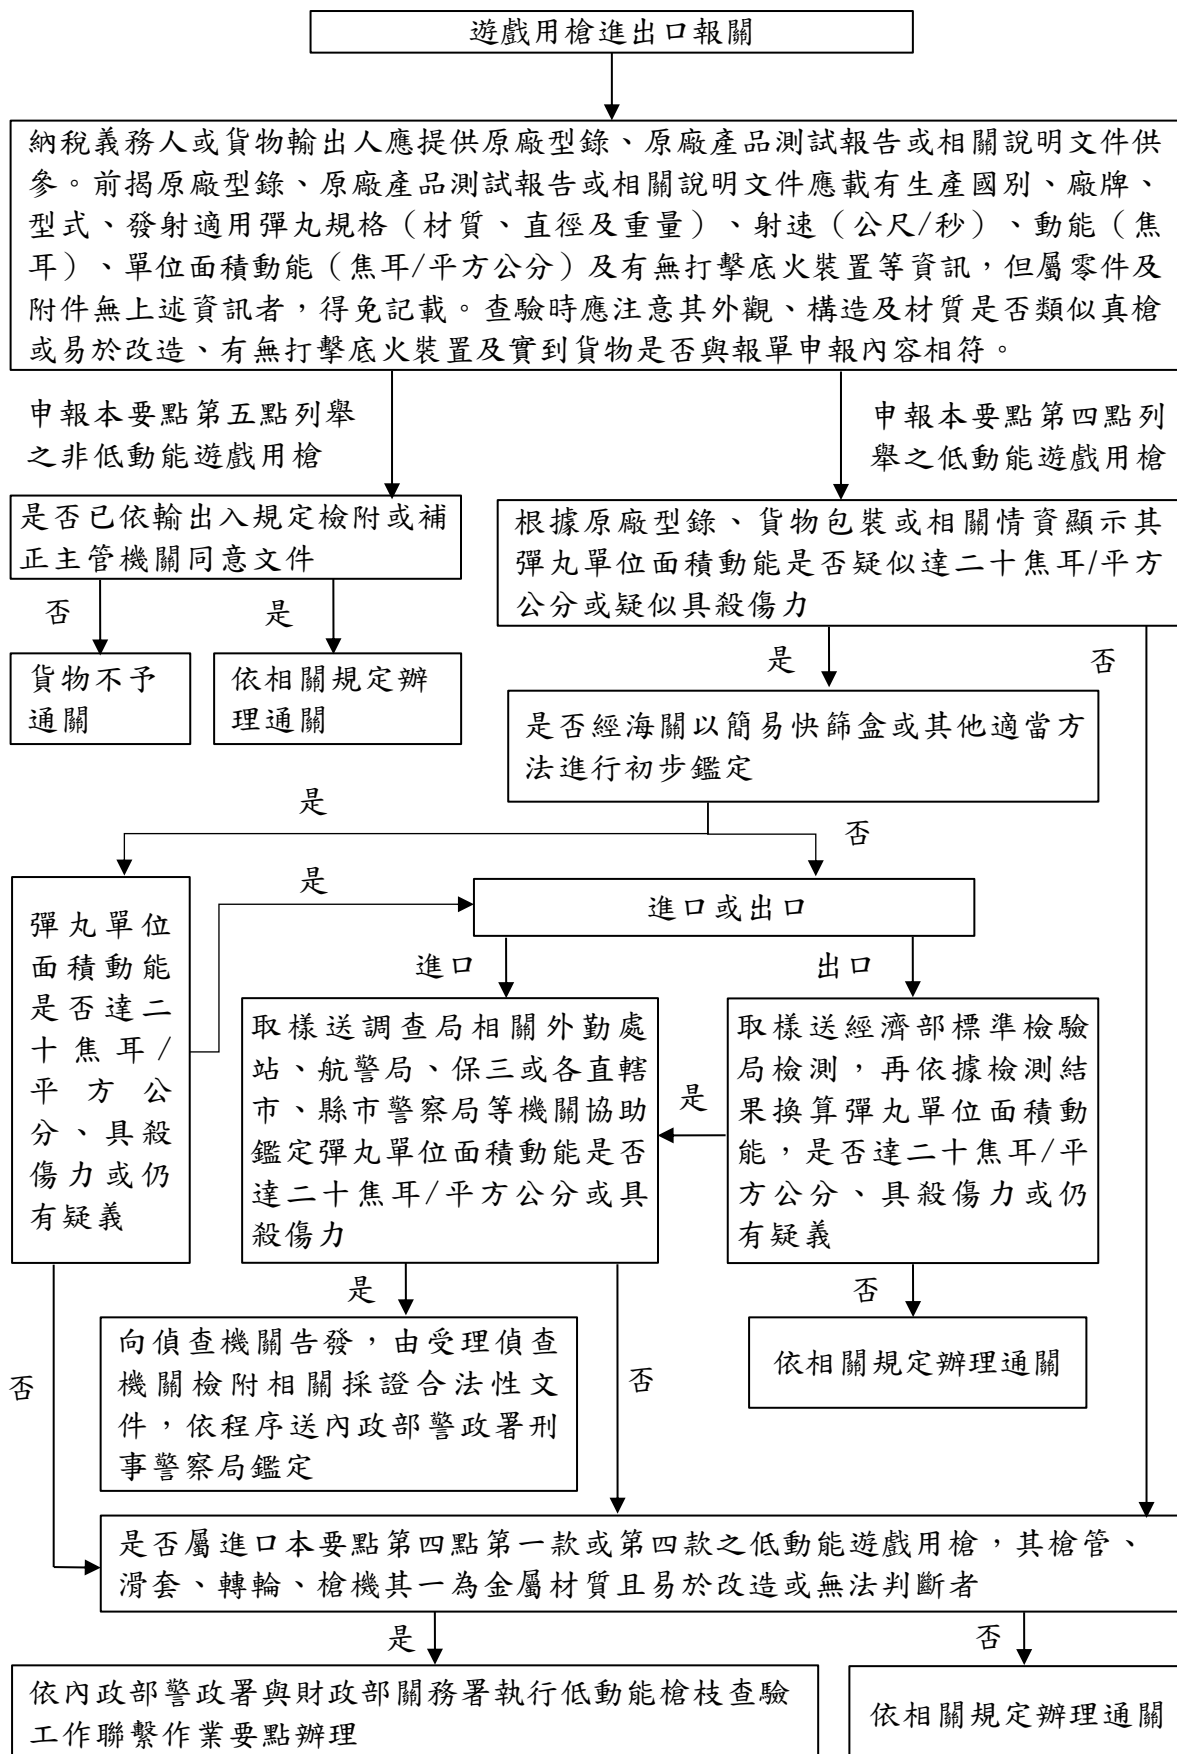 遊戲用槍進出口報關
納稅義務人或貨物輸出人應提供原廠型錄、原廠產品測試報告或相關說明文件供
參。前揭原廠型錄、原廠產品測試報告或相關說明文件應載有生產國別、廠牌、
型式、發射適用彈丸規格（材質、直徑及重量）、射速（公尺/秒）、動能（焦
耳）、單位面積動能（焦耳/平方公分）及有無打擊底火裝置等資訊，但屬零件及
附件無上述資訊者，得免記載。查驗時應注意其外觀、構造及材質是否類似真槍
或易於改造、有無打擊底火裝置及實到貨物是否與報單申報內容相符。
申報本要點第五點列舉
之非低動能遊戲用槍
申報本要點第四點列
舉之低動能遊戲用槍
是否已依輸出入規定檢附或補
正主管機關同意文件
根據原廠型錄、貨物包裝或相關情資顯示其
彈丸單位面積動能是否疑似達二十焦耳/平方
公分或疑似具殺傷力
否
是
貨物不予
通關
依相關規定辦
理通關
是
否
是否經海關以簡易快篩盒或其他適當方
法進行初步鑑定
是
否
彈丸單位
面積動能
是否達二
十焦耳/
平方公
分、具殺
傷力或仍
有疑義
是
進口或出口
進口
出口
取樣送調查局相關外勤處
站、航警局、保三或各直轄
市、縣市警察局等機關協助
鑑定彈丸單位面積動能是否
達二十焦耳/平方公分或具
殺傷力
是
取樣送經濟部標準檢驗
局檢測，再依據檢測結
果換算彈丸單位面積動
能，是否達二十焦耳/平
方公分、具殺傷力或仍
有疑義
是
否
向偵查機關告發，由受理偵查
機關檢附相關採證合法性文
件，依程序送內政部警政署刑
事警察局鑑定
依相關規定辦理通關
否
否
是否屬進口本要點第四點第一款或第四款之低動能遊戲用槍，其槍管、
滑套、轉輪、槍機其一為金屬材質且易於改造或無法判斷者
是
否
依內政部警政署與財政部關務署執行低動能槍枝查驗
工作聯繫作業要點辦理
依相關規定辦理通關